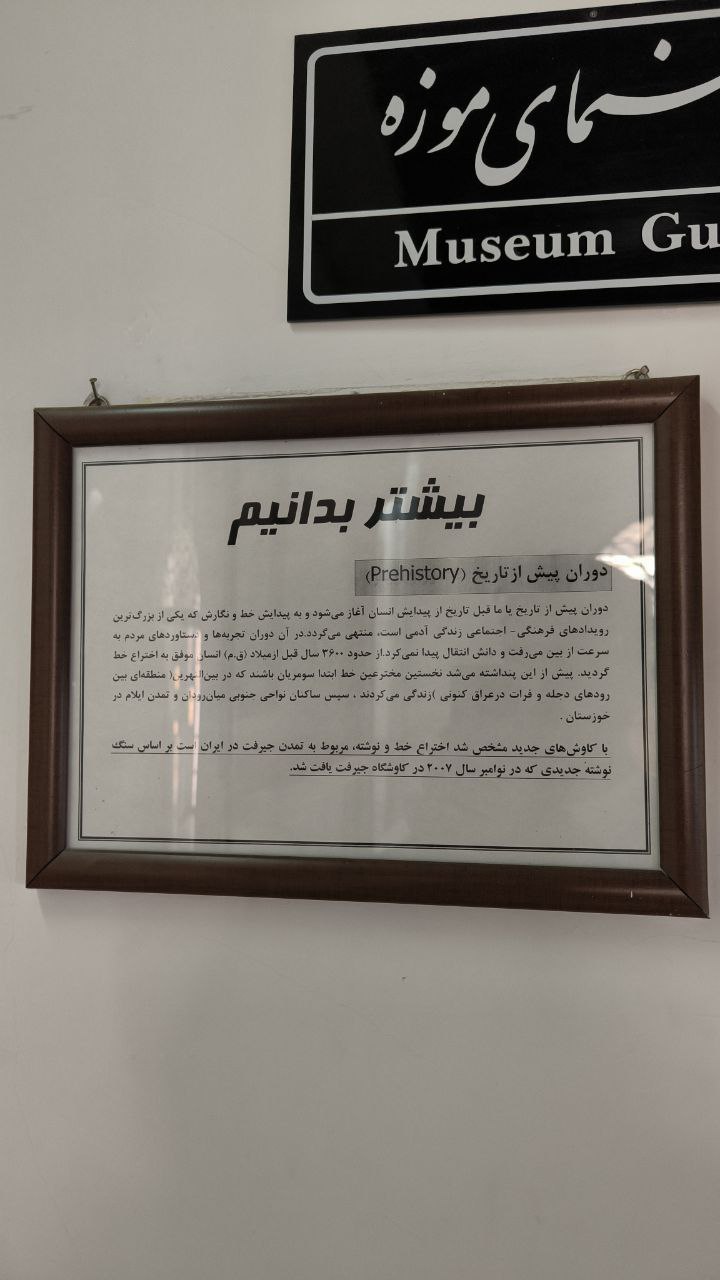 نمای موزه
Museum Gu
بیشتر بدانیم
دوران پیش از تاریخ (Prehistory)
دوران پیش از تاریخ یا ما قبل تاریخ از پیدایش انسان آغاز می‌شود و به پیدایش خط و نگارش که یکی از بزرگ‌ترین
رویدادهای فرهنگی- اجتماعی زندگی آدمی است، منتهی می‌گردد.در آن دوران تجربه‌ها و دستاوردهای مردم به
سرعت از بین می‌رفت و دانش انتقال پیدا نمی‌کرد.از حدود ۳۶۰۰ سال قبل ازمیلاد (ق.م) انسان موفق به اختراع خط
گردید. پیش از این پنداشته می‌شد نخستین مخترعین خط ابتدا سومریان باشند که در بین‌النهرین( منطقه‌ای بین
رودهای دجله و فرات درعراق کنونی )زندگی می‌کردند ، سپس ساکنان نواحی جنوبی میان‌رودان و تمدن ایلام در
خوزستان .
با کاوش‌های جدید مشخص شد اختراع خط و نوشته، مربوط به تمدن جیرفت در ایران است بر اساس سنگ
نوشته جدیدی که در نوامبر سال ۲۰۰۷ در کاوشگاه جیرفت یافت شد.